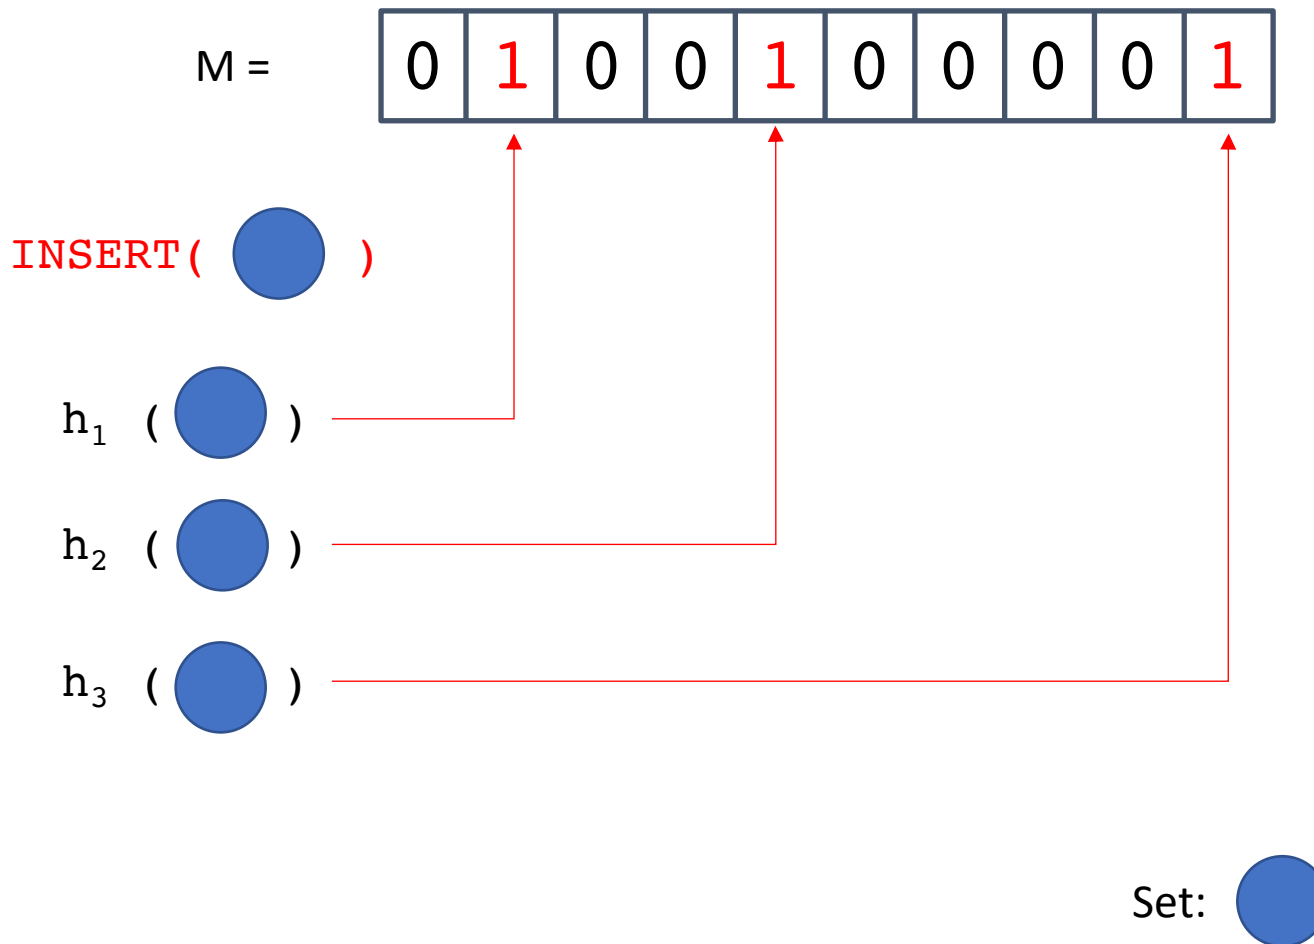 M = 0 1 0 0 1 0 0 0 0 1
INSERT( )
h₁ ( )
h₂ ( )
h₃ ( )
Set: